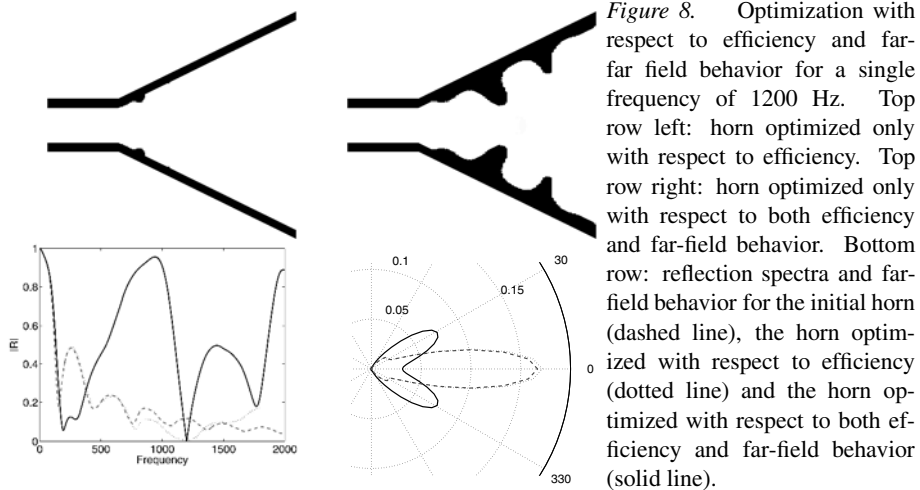 Figure 8. Optimization with
respect to efficiency and far-
far field behavior for a single
frequency of 1200 Hz. Top
row left: horn optimized only
with respect to efficiency. Top
row right: horn optimized only
with respect to both efficiency
and far-field behavior. Bottom
row: reflection spectra and far-
field behavior for the initial horn
(dashed line), the horn optim-
ized with respect to efficiency
(dotted line) and the horn op-
timized with respect to both ef-
ficiency and far-field behavior
(solid line).
1
0.8
0.6
0.4
0.2
0
|R|
0 500 1000 1500 2000
Frequency
0.1
0.15
0.05
30
0
330